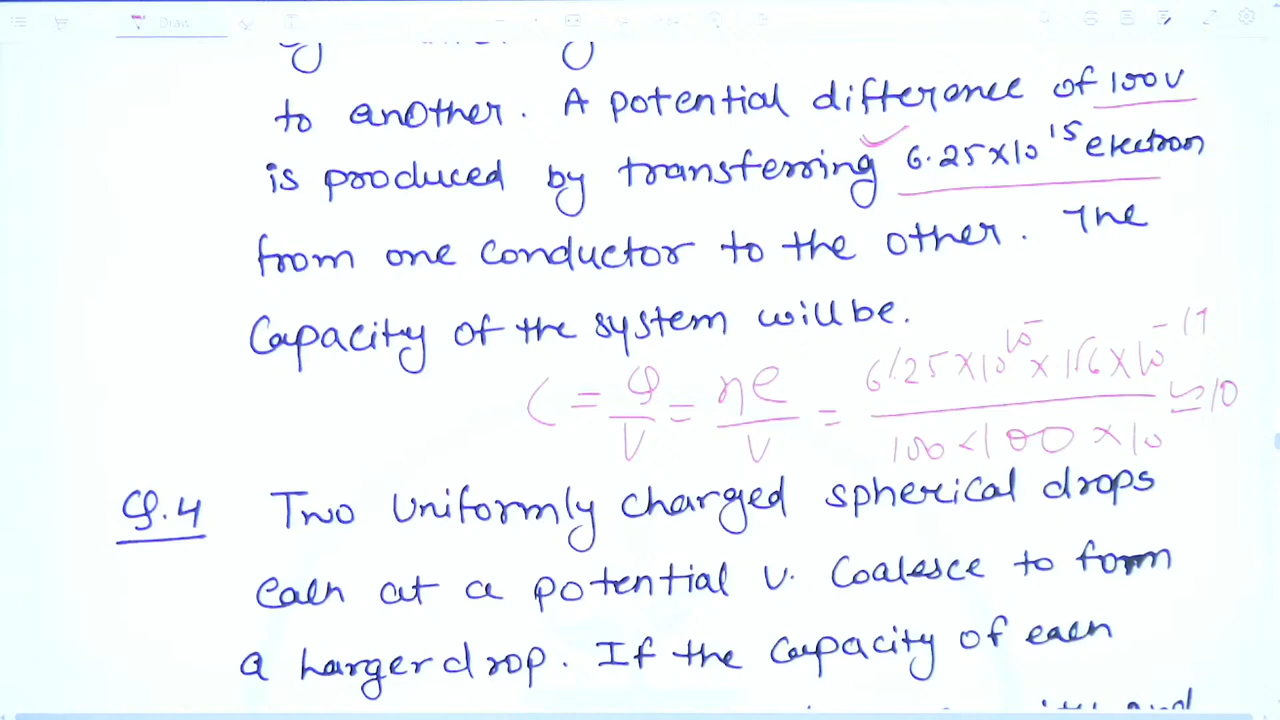 Draw
to another. A potential difference of 100V
is produced by transferring 6.25×10^15 electron
from one conductor to the other. The
Capacity of the system will be.
C = Q/V = ne/V = 6.25×10^15 × 1.6×10^-19
Q.4 Two Uniformly charged spherical drops
Each at a potential v. Coalesce to form
a larger drop. If the Capacity of each